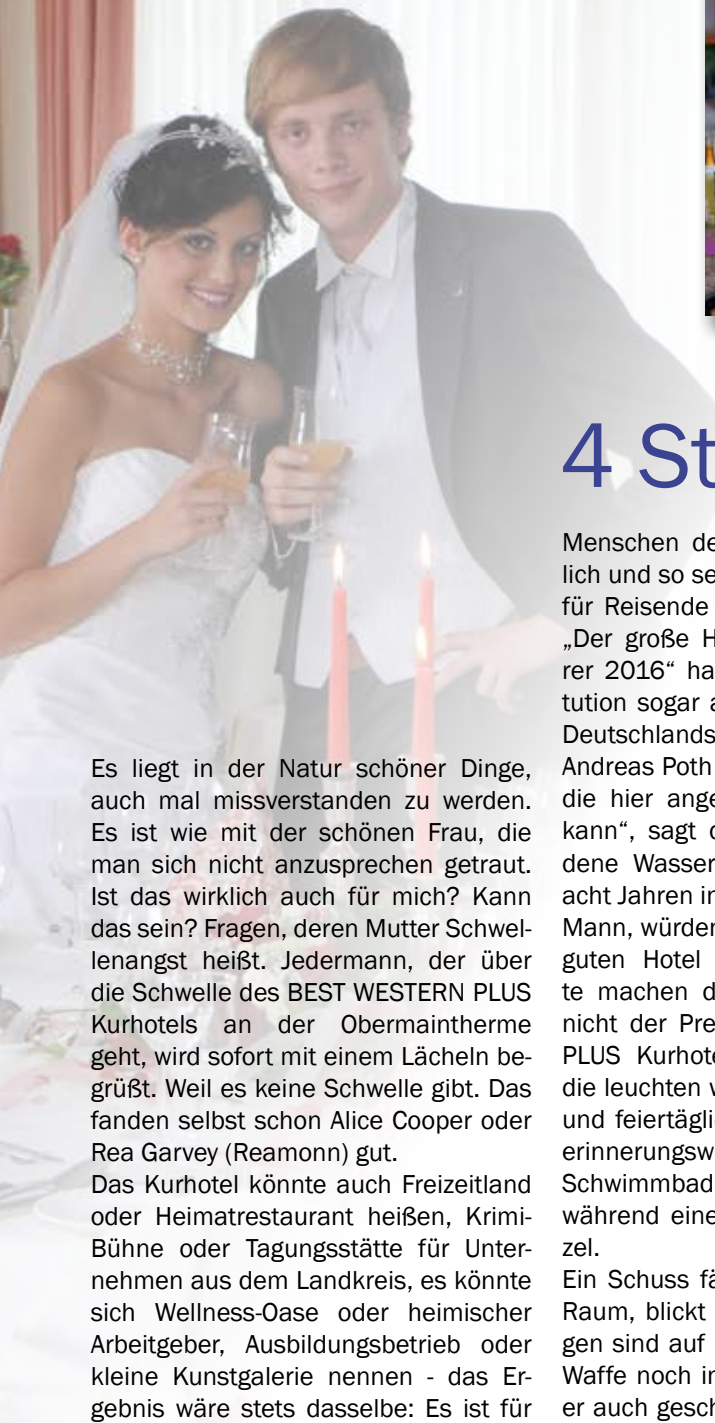 Es liegt in der Natur schöner Dinge,
auch mal missverstanden zu werden.
Es ist wie mit der schönen Frau, die
man sich nicht anzusprechen getraut.
Ist das wirklich auch für mich? Kann
das sein? Fragen, deren Mutter Schwel-
lenangst heißt. Jedermann, der über
die Schwelle des BEST WESTERN PLUS
Kurhotels an der Obermaintherme
geht, wird sofort mit einem Lächeln be-
grüßt. Weil es keine Schwelle gibt. Das
fanden selbst schon Alice Cooper oder
Rea Garvey (Reamonn) gut.
Das Kurhotel könnte auch Freizeitland
oder Heimatrestaurant heißen, Krimi-
Bühne oder Tagungsstätte für Unter-
nehmen aus dem Landkreis, es könnte
sich Wellness-Oase oder heimischer
Arbeitgeber, Ausbildungsbetrieb oder
kleine Kunstgalerie nennen - das Er-
gebnis wäre stets dasselbe: Es ist für
4 St
Menschen de
lich und so se
für Reisende
„Der große H
rer 2016“ ha
tution sogar a
Deutschlands
Andreas Poth
die hier ange
kann“, sagt d
dene Wasser
acht Jahren in
Mann, würden
guten Hotel
te machen d
nicht der Pre
PLUS Kurhote
die leuchten v
und feiertäglic
erinnerungsw
Schwimmbad
während eine
zel.
Ein Schuss fä
Raum, blickt
gen sind auf
Waffe noch in
er auch gesch